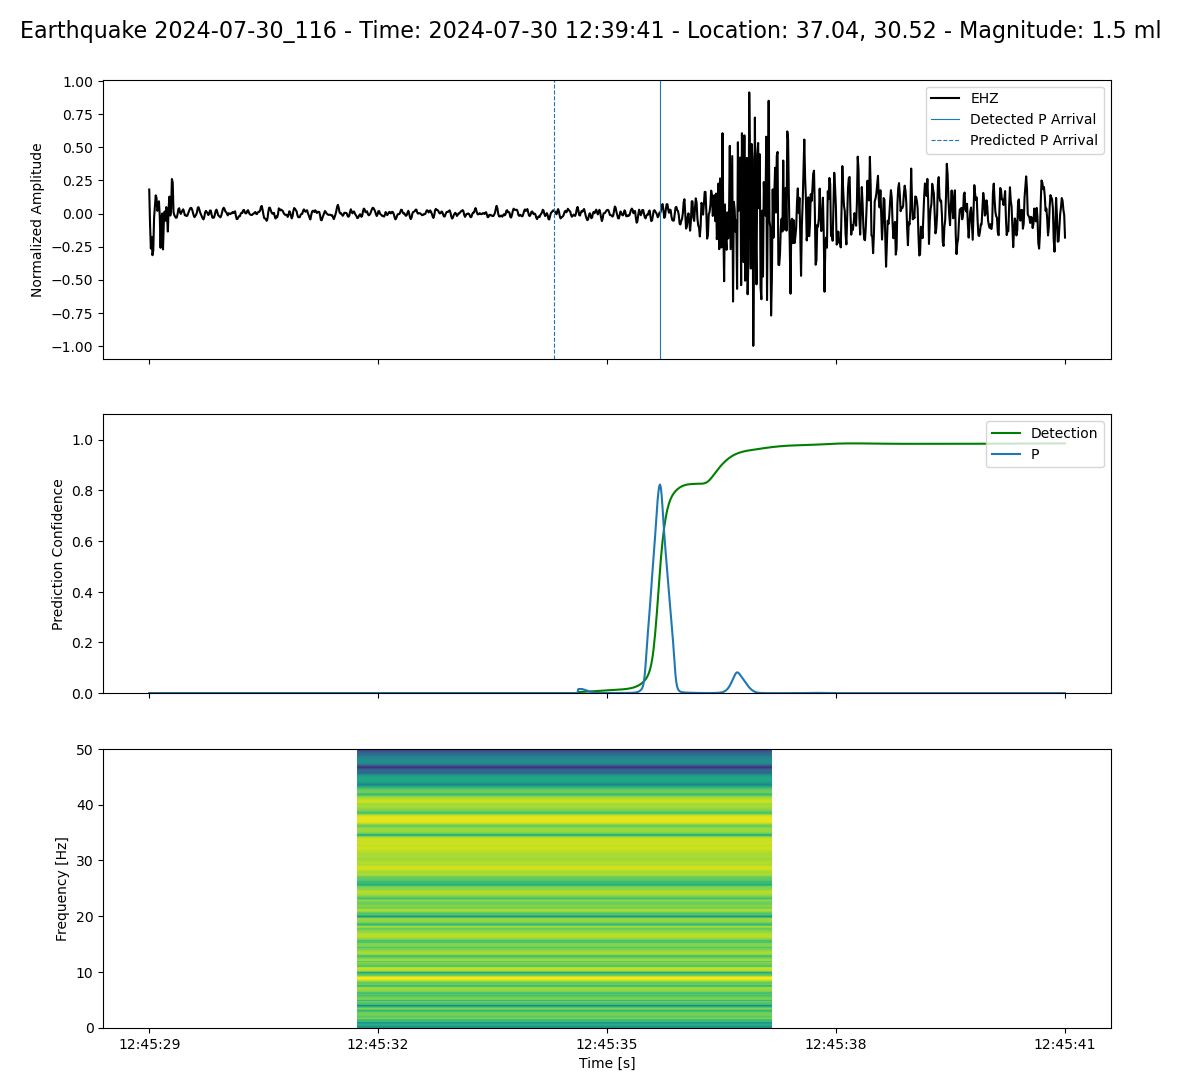 Earthquake 2024-07-30_116 - Time: 2024-07-30 12:39:41 - Location: 37.04, 30.52 - Magnitude: 1.5 ml
Normalized Amplitude
1.00
0.75
0.50
0.25
0.00
−0.25
−0.50
−0.75
−1.00
EHZ
Detected P Arrival
Predicted P Arrival
Prediction Confidence
1.0
0.8
0.6
0.4
0.2
0.0
Detection
P
Frequency [Hz]
50
40
30
20
10
0
12:45:29 12:45:32 12:45:35 12:45:38 12:45:41
Time [s]